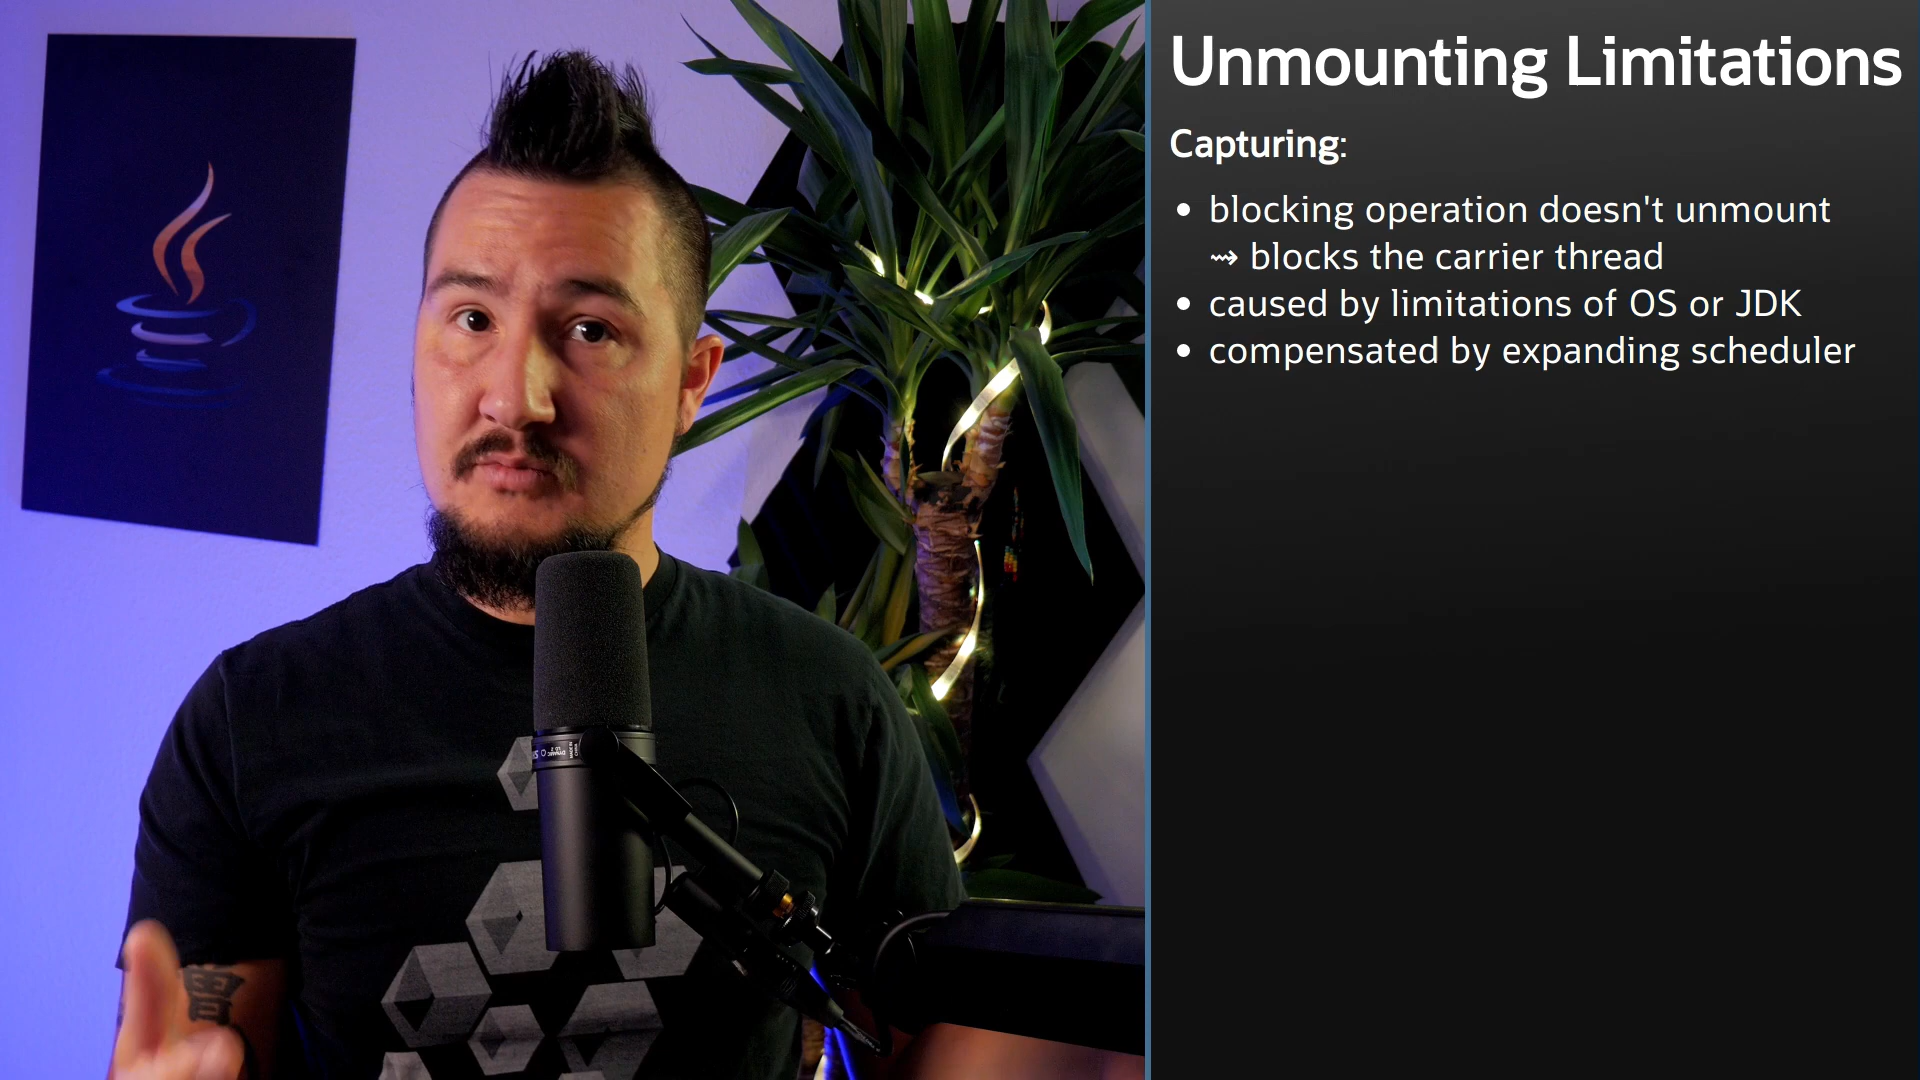 Unmounting Limitations
Capturing:
• blocking operation doesn't unmount
⇝ blocks the carrier thread
• caused by limitations of OS or JDK
• compensated by expanding scheduler